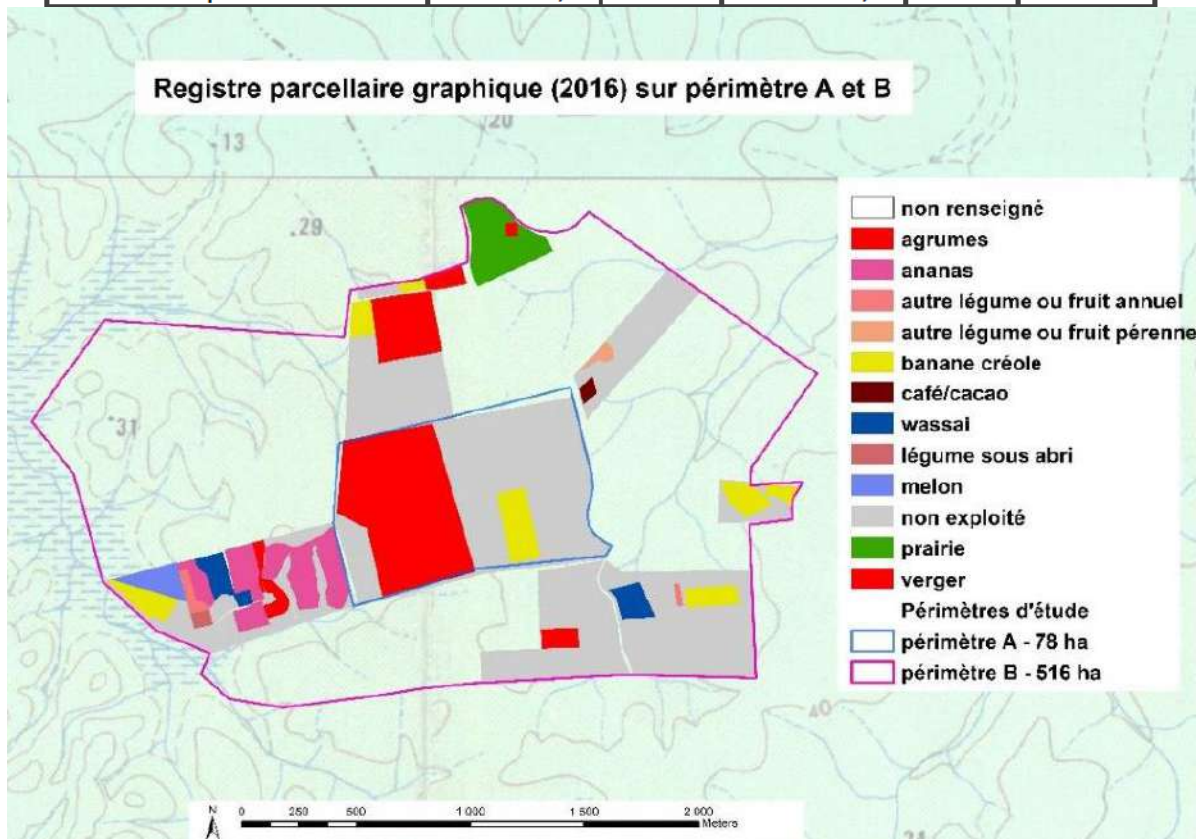 Registre parcellaire graphique (2016) sur périmètre A et B
20
13
29
31
40
non renseigné
agrumes
ananas
autre légume ou fruit annuel
autre légume ou fruit pérenne
banane créole
café/cacao
wassai
légume sous abri
melon
non exploité
prairie
verger
Périmètres d'étude
périmètre A - 78 ha
périmètre B - 516 ha
N
0 250 500 1 000 1 500 2 000
Meters